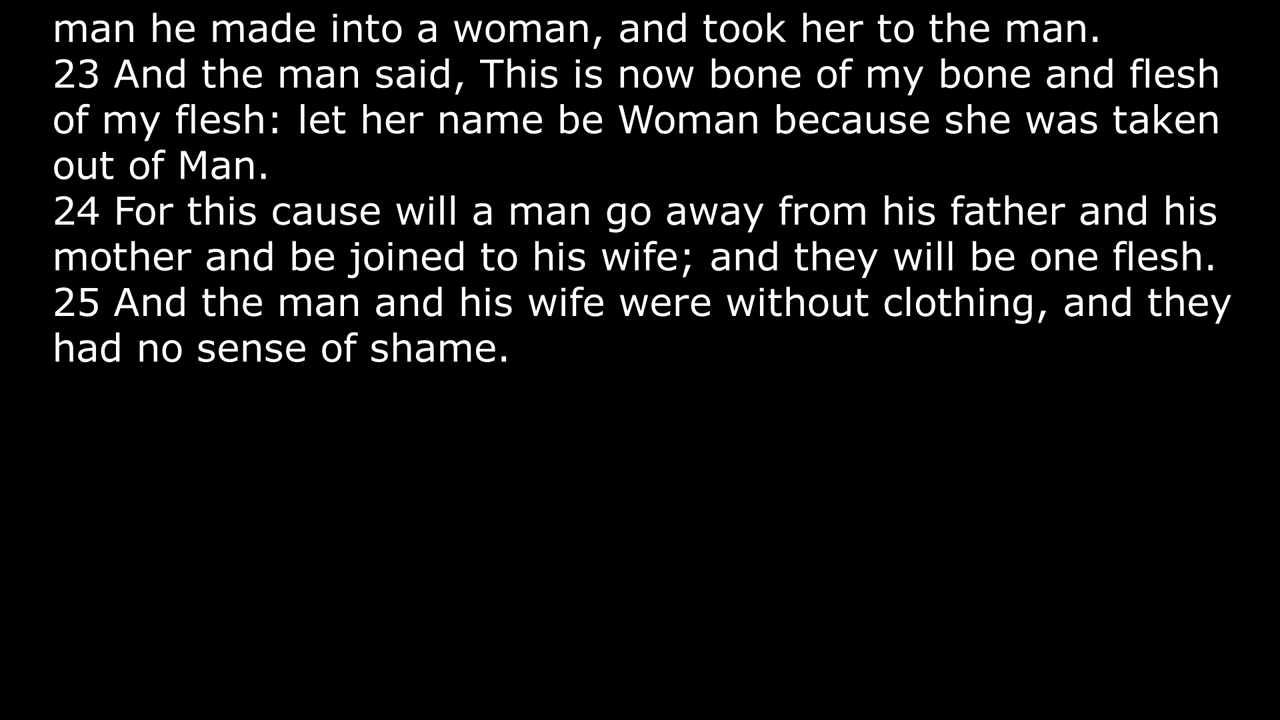 man he made into a woman, and took her to the man.
23 And the man said, This is now bone of my bone and flesh
of my flesh: let her name be Woman because she was taken
out of Man.
24 For this cause will a man go away from his father and his
mother and be joined to his wife; and they will be one flesh.
25 And the man and his wife were without clothing, and they
had no sense of shame.